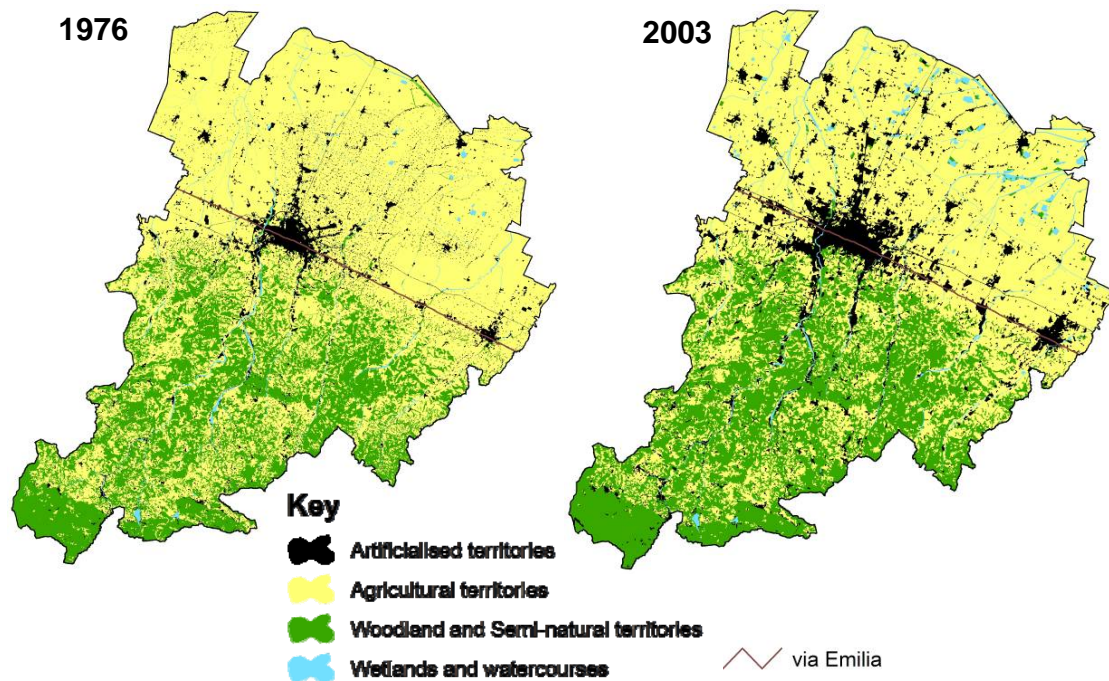 1976
2003
Key
Artificialised territories
Agricultural territories
Woodland and Semi-natural territories
Wetlands and watercourses
via Emilia